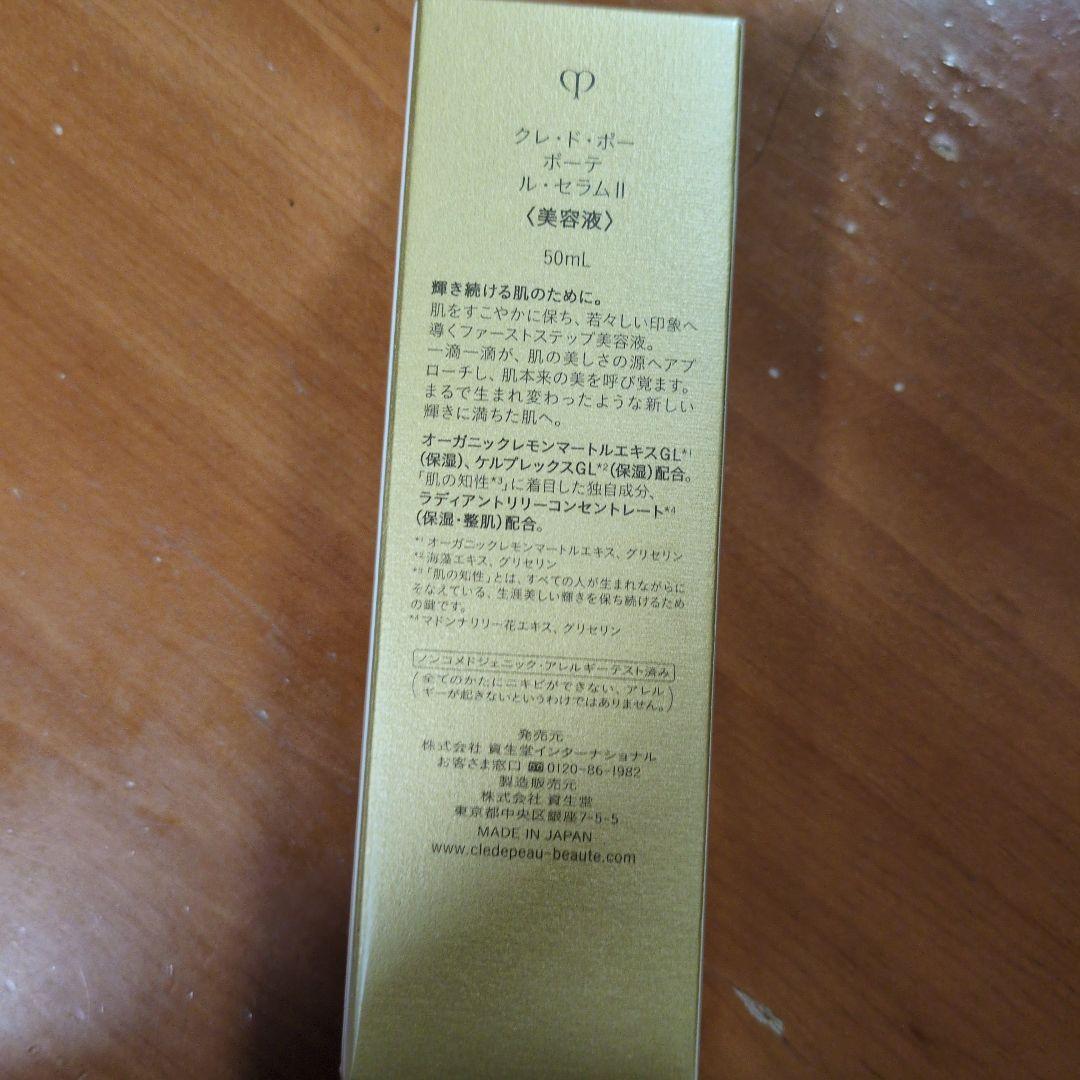 クレ・ド・ポー
ボーテ
ル・セラムII
〈美容液〉
50mL
輝き続ける肌のために。
肌をすこやかに保ち、若々しい印象へ
導くファーストステップ美容液。
一滴一滴が、肌の美しさの源へアプ
ローチし、肌本来の美を呼び覚ます。
まるで生まれ変わったような新しい
輝きに満ちた肌へ。
オーガニックレモンマートルエキスGL*1
(保湿)、ケルプレックスGL*2(保湿)配合。
「肌の知性*3」に着目した独自成分、
ラディアントリリーコンセントレート*4
(保湿・整肌)配合。
*1 オーガニックレモンマートルエキス、グリセリン
*2 海藻エキス、グリセリン
*3「肌の知性」とは、すべての人が生まれながらに
そなえている、生涯美しい輝きを保ち続けるため
の鍵です。
*4 マドンナリリー花エキス、グリセリン
ノンコメドジェニック・アレルギーテスト済み
(全てのかたにニキビができない、アレル
ギーが起きないというわけではありません。)
発売元
株式会社 資生堂インターナショナル
お客さま窓口 0120-86-1982
製造販売元
株式会社 資生堂
東京都中央区銀座7-5-5
MADE IN JAPAN
www.cledepeau-beaute.com